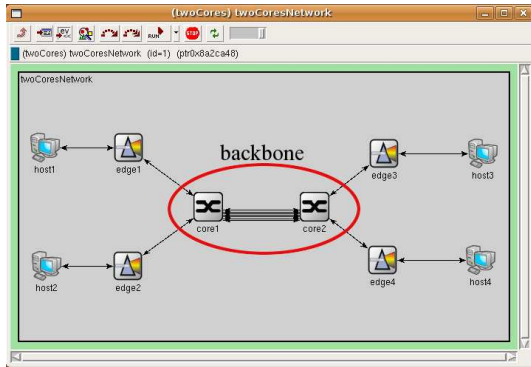 (twoCores) twoCoresNetwork
RUN
STOP
(twoCores) twoCoresNetwork (id=1) (ptr0x8a2ca48)
twoCoresNetwork
backbone
host1
edge1
edge3
host3
core1
core2
host2
edge2
edge4
host4